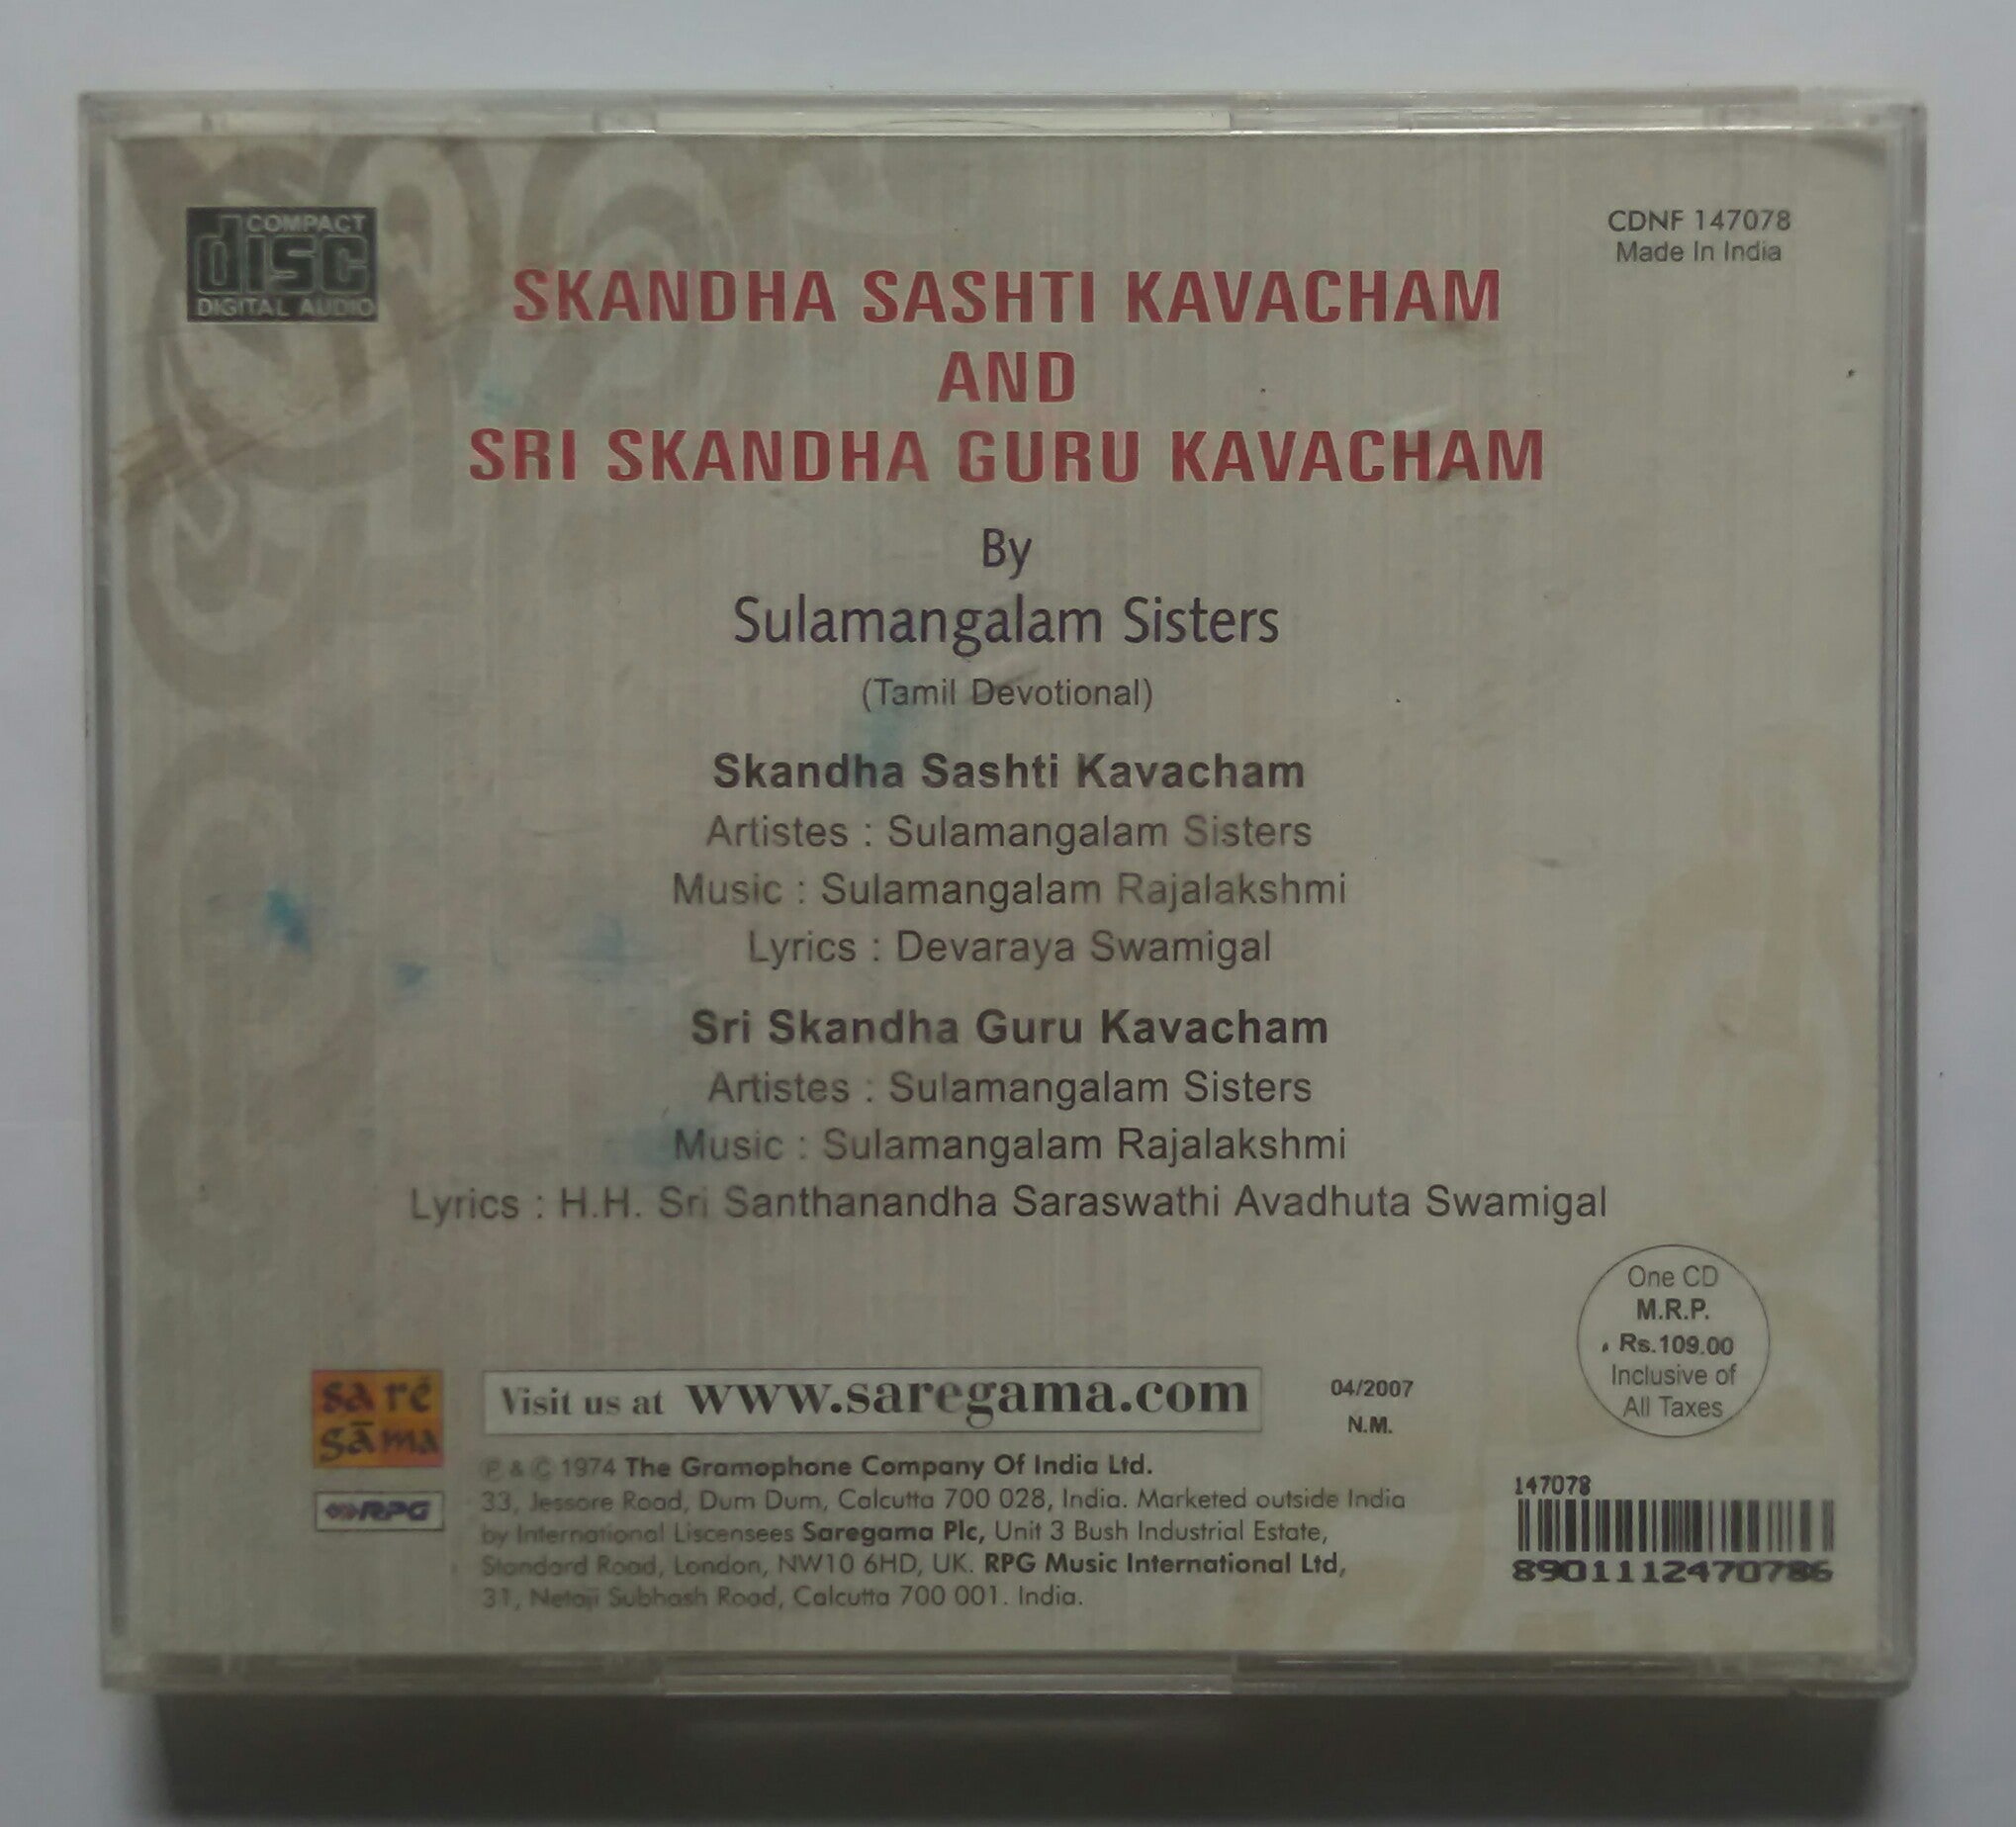 COMPACT
disc
DIGITAL AUDIO
CDNF 147078
Made In India
SKANDHA SASHTI KAVACHAM
AND
SRI SKANDHA GURU KAVACHAM
By
Sulamangalam Sisters
(Tamil Devotional)
Skandha Sashti Kavacham
Artistes : Sulamangalam Sisters
Music : Sulamangalam Rajalakshmi
Lyrics : Devaraya Swamigal
Sri Skandha Guru Kavacham
Artistes : Sulamangalam Sisters
Music : Sulamangalam Rajalakshmi
Lyrics : H.H. Sri Santhanandha Saraswathi Avadhuta Swamigal
One CD
M.R.P.
Rs.109.00
Inclusive of
All Taxes
sa rē
gā ma
RPG
Visit us at www.saregama.com
04/2007
N.M.
P & C 1974 The Gramophone Company Of India Ltd.
33, Jessore Road, Dum Dum, Calcutta 700 028, India. Marketed outside India
by International Liscensees Saregama Plc, Unit 3 Bush Industrial Estate,
Standard Road, London, NW10 6HD, UK. RPG Music International Ltd,
31, Netaji Subhash Road, Calcutta 700 001. India.
147078
8901112470786